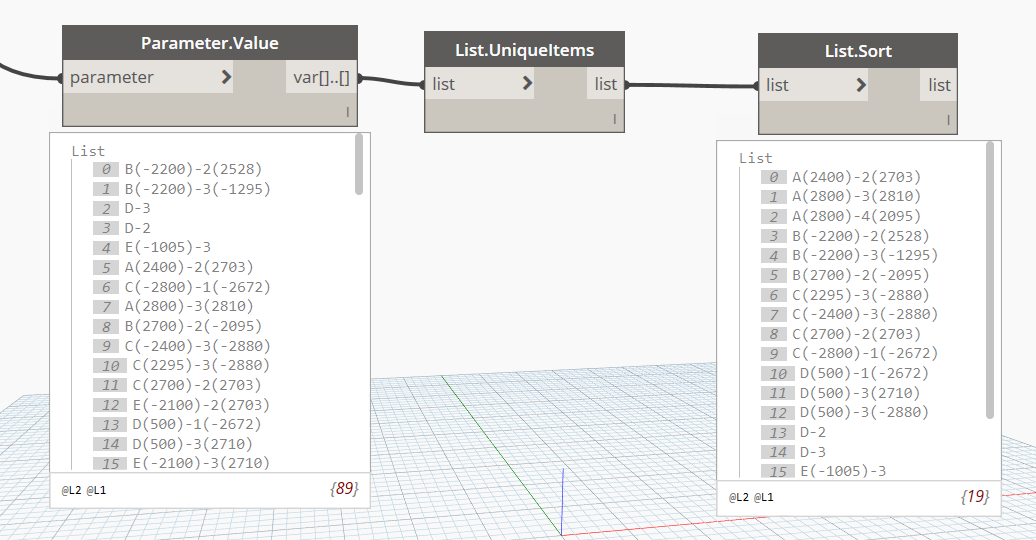 Parameter.Value
parameter > var[]..[]
l
List
0 B(-2200)-2(2528)
1 B(-2200)-3(-1295)
2 D-3
3 D-2
4 E(-1005)-3
5 A(2400)-2(2703)
6 C(-2800)-1(-2672)
7 A(2800)-3(2810)
8 B(2700)-2(-2095)
9 C(-2400)-3(-2880)
10 C(2295)-3(-2880)
11 C(2700)-2(2703)
12 E(-2100)-2(2703)
13 D(500)-1(-2672)
14 D(500)-3(2710)
15 E(-2100)-3(2710)
@L2 @L1 {89}
List.UniqueItems
list > list
l
List.Sort
list > list
l
List
0 A(2400)-2(2703)
1 A(2800)-3(2810)
2 A(2800)-4(2095)
3 B(-2200)-2(2528)
4 B(-2200)-3(-1295)
5 B(2700)-2(-2095)
6 C(2295)-3(-2880)
7 C(-2400)-3(-2880)
8 C(2700)-2(2703)
9 C(-2800)-1(-2672)
10 D(500)-1(-2672)
11 D(500)-3(2710)
12 D(500)-3(-2880)
13 D-2
14 D-3
15 E(-1005)-3
@L2 @L1 {19}